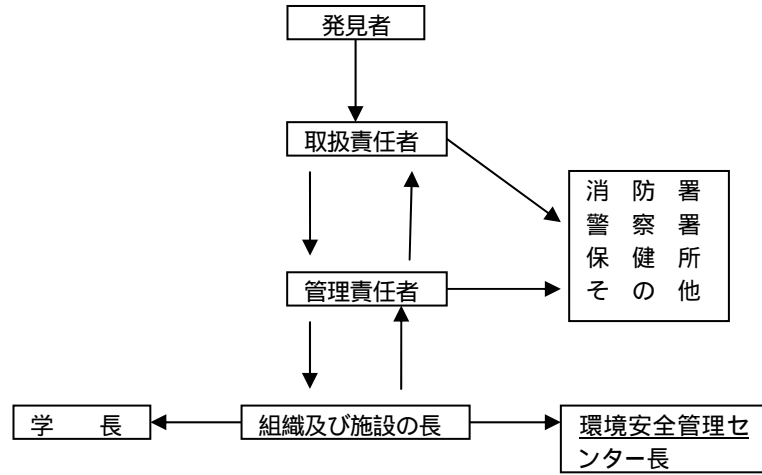 発見者
取扱責任者
消 防 署
警 察 署
保 健 所
そ の 他
管理責任者
学 長
組織及び施設の長
環境安全管理セ
ンター長